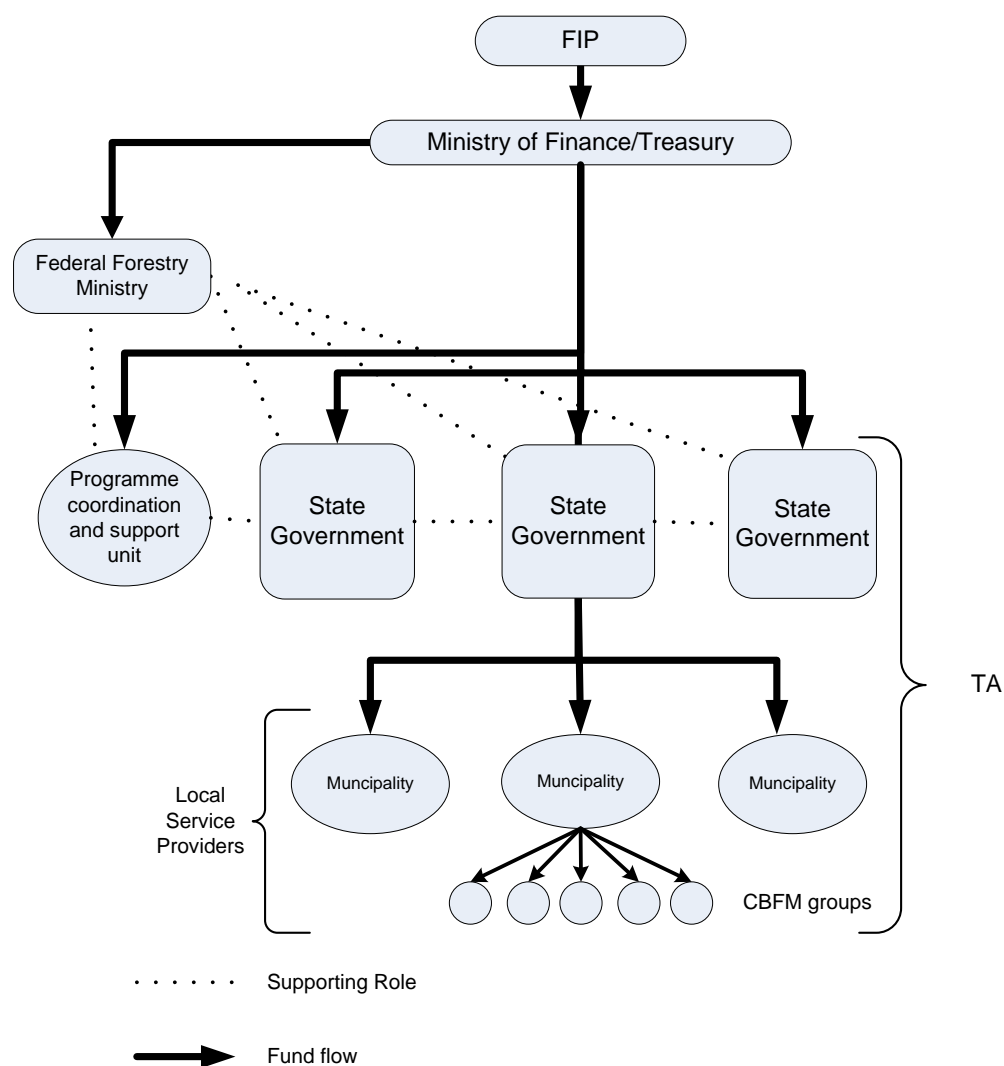 FIP
Ministry of Finance/Treasury
Federal Forestry
Ministry
Programme
coordination
and support
unit
State
Government
State
Government
State
Government
TA
Local
Service
Providers
Muncipality
Muncipality
Muncipality
CBFM groups
Supporting Role
Fund flow